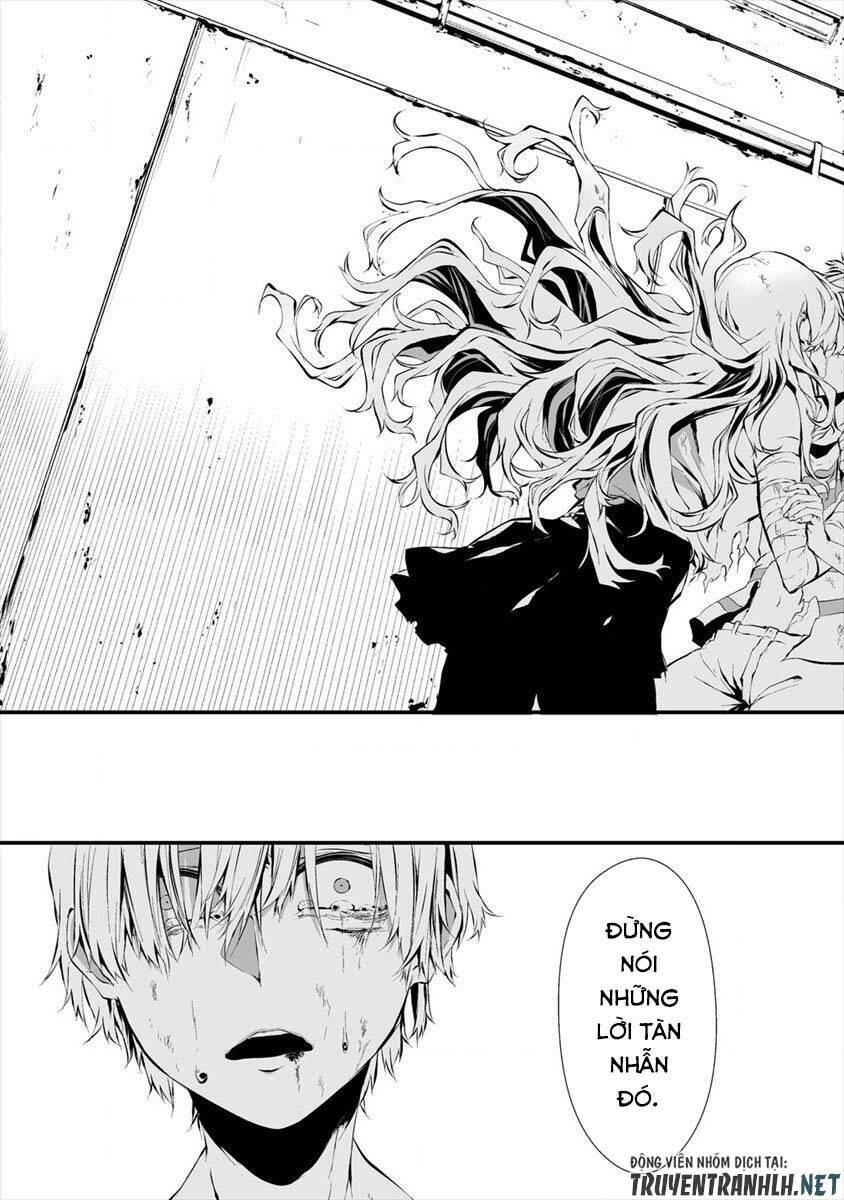 ĐỪNG
NÓI
NHỮNG
LỜI TÀN
NHẪN
ĐÓ.
ĐỘNG VIÊN NHÓM DỊCH TẠI:
TRUYENTRANHLH.NET